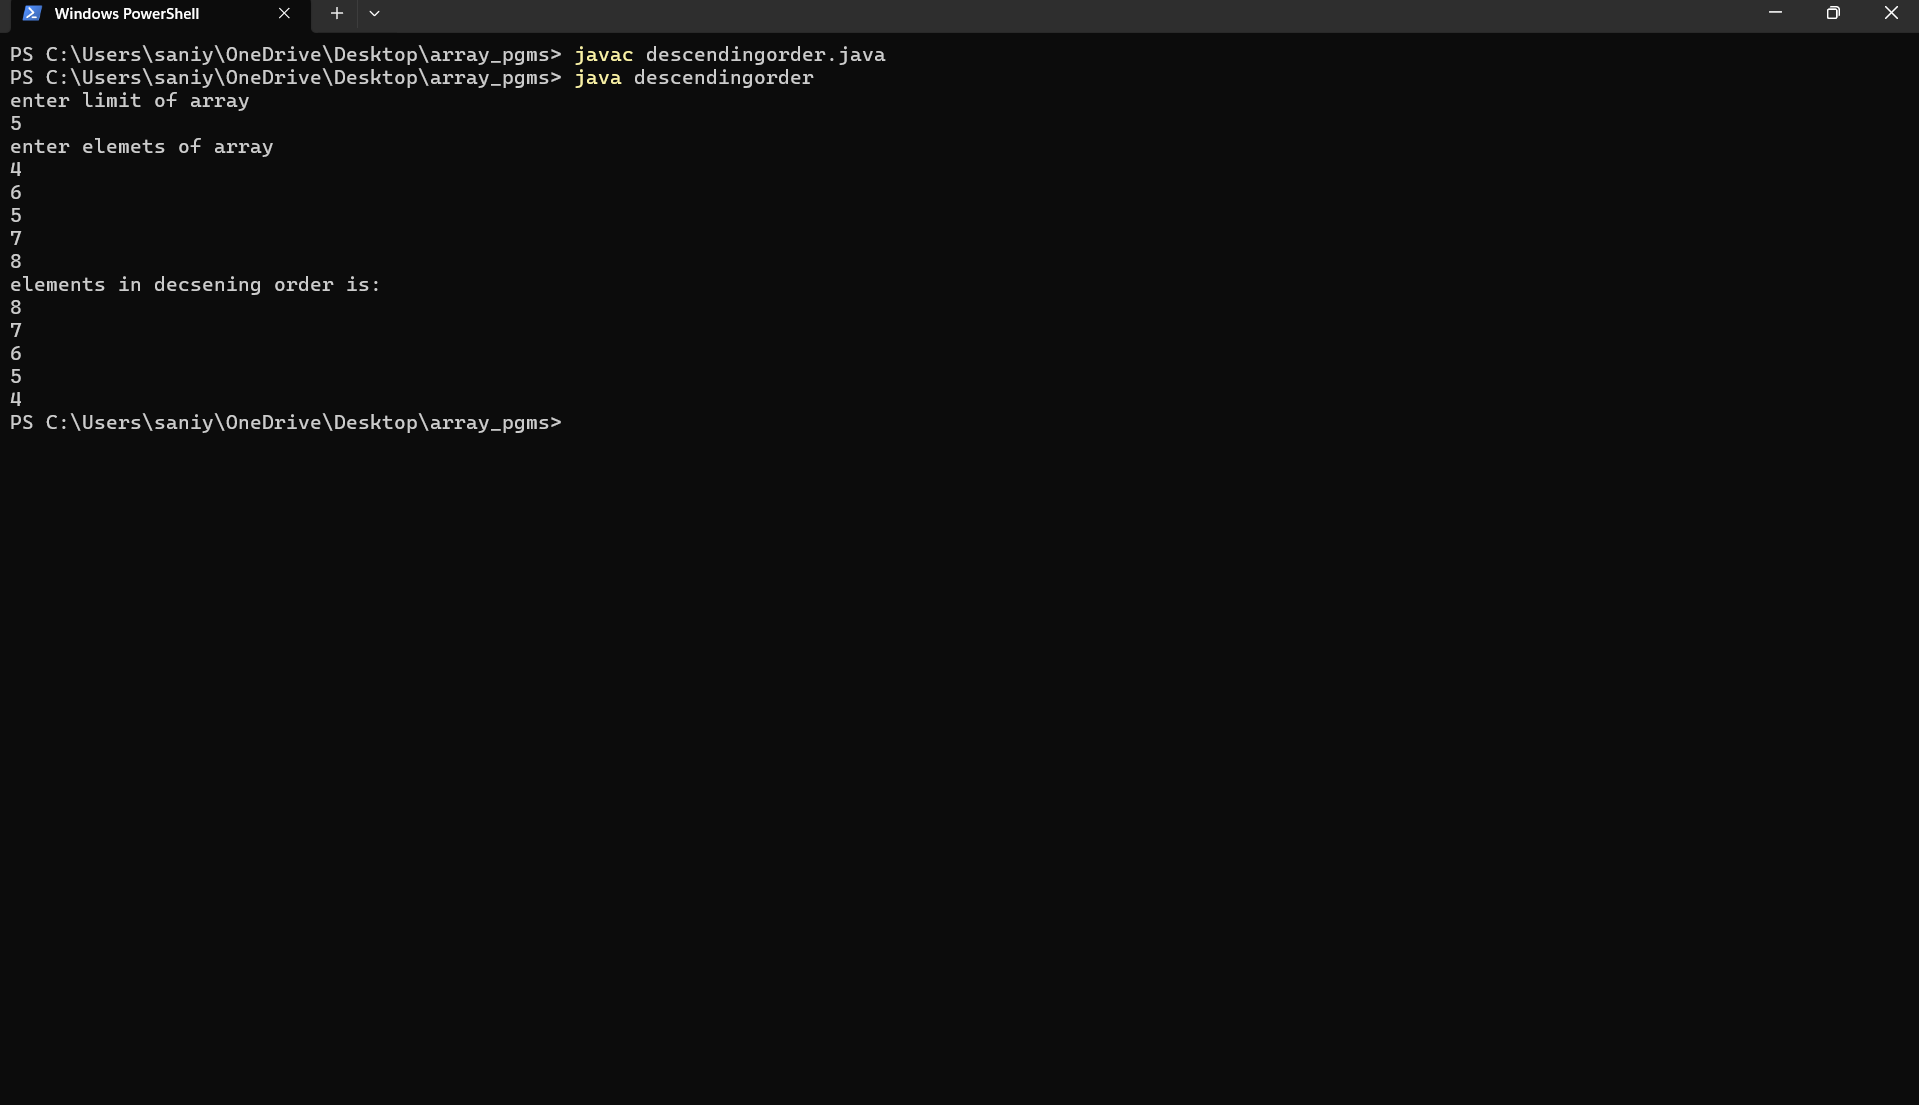 Windows PowerShell
PS C:\Users\saniy\OneDrive\Desktop\array_pgms> javac descendingorder.java
PS C:\Users\saniy\OneDrive\Desktop\array_pgms> java descendingorder
enter limit of array
5
enter elemets of array
4
6
5
7
8
elements in decsening order is:
8
7
6
5
4
PS C:\Users\saniy\OneDrive\Desktop\array_pgms>